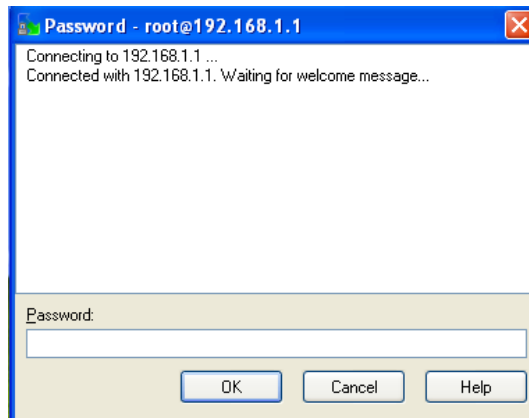 Password - root@192.168.1.1
Connecting to 192.168.1.1 ...
Connected with 192.168.1.1. Waiting for welcome message...
Password:
OK Cancel Help